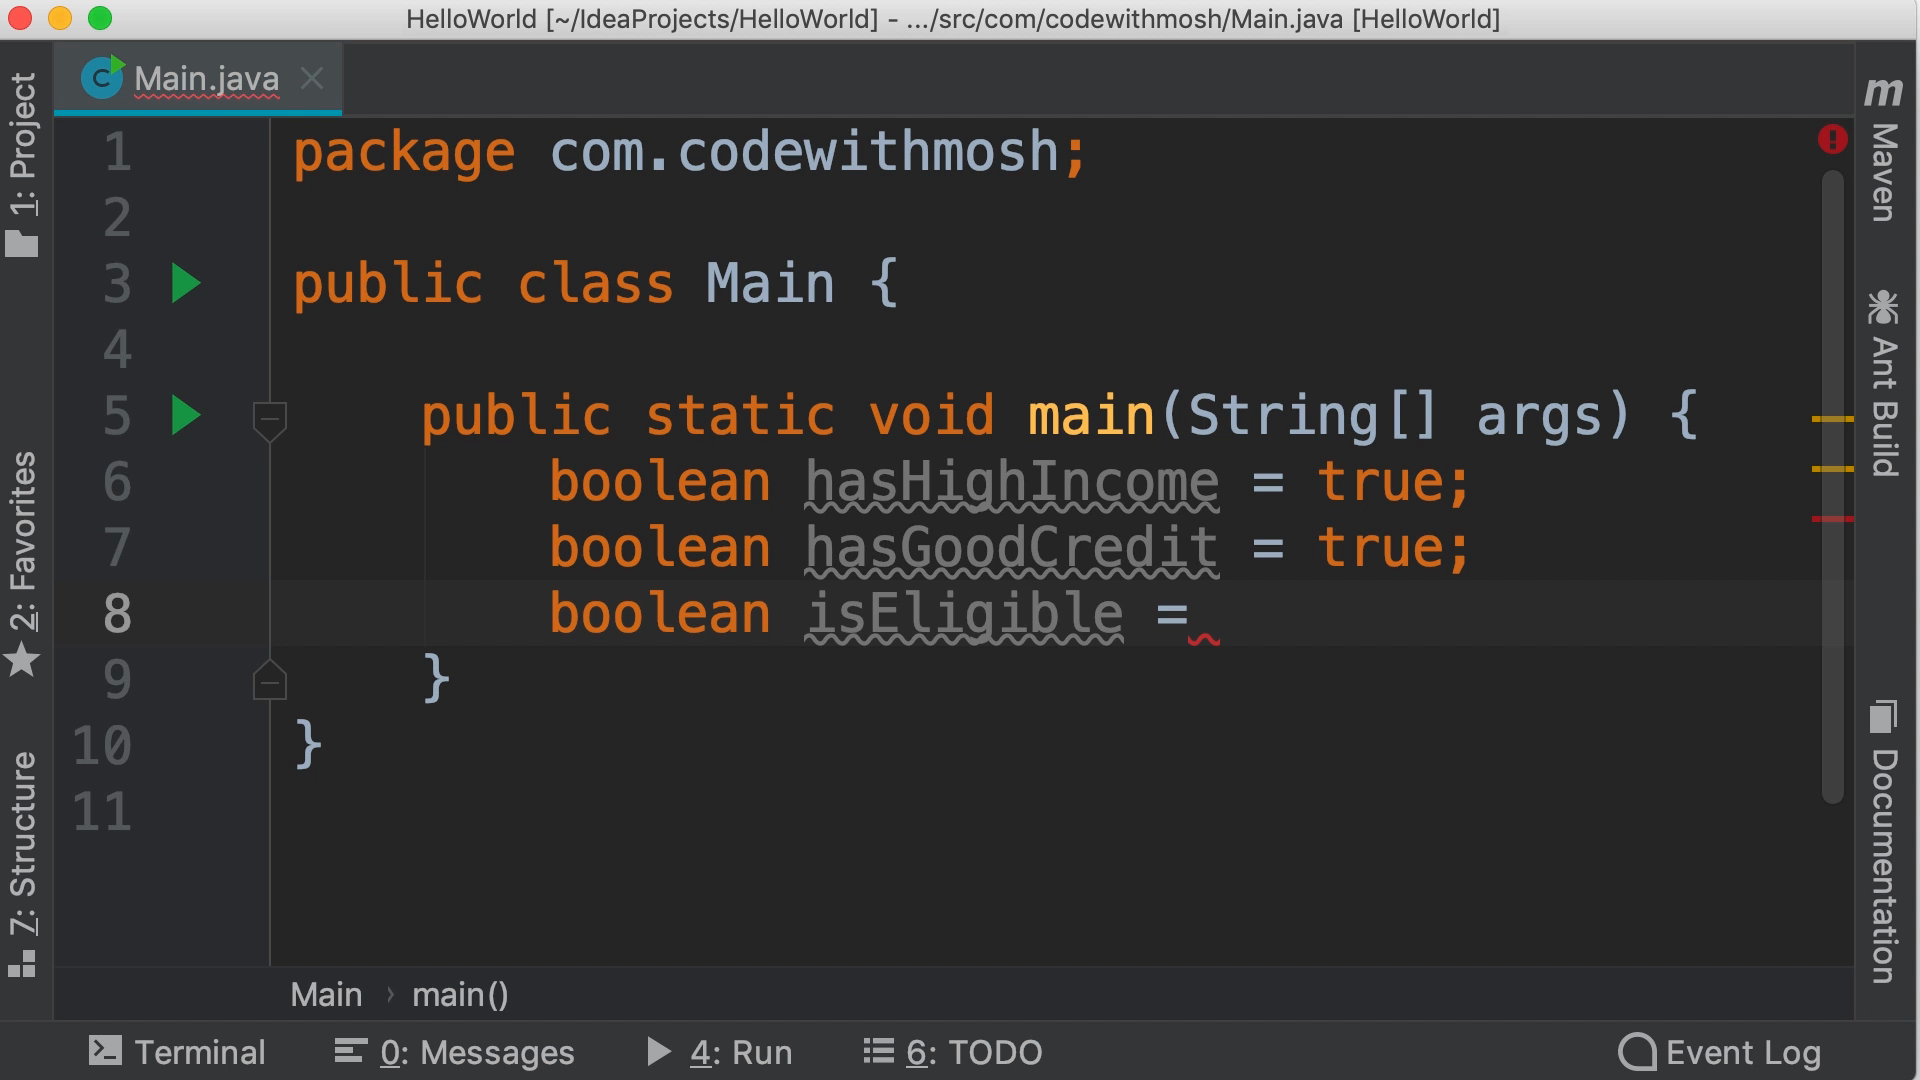 HelloWorld [~/IdeaProjects/HelloWorld] - .../src/com/codewithmosh/Main.java [HelloWorld]
1: Project
2: Favorites
7: Structure
C Main.java
1 package com.codewithmosh;
2
3 public class Main {
4
5     public static void main(String[] args) {
6         boolean hasHighIncome = true;
7         boolean hasGoodCredit = true;
8         boolean isEligible =
9     }
10 }
11
m Maven
Ant Build
Documentation
Main › main()
Terminal 0: Messages 4: Run 6: TODO Event Log